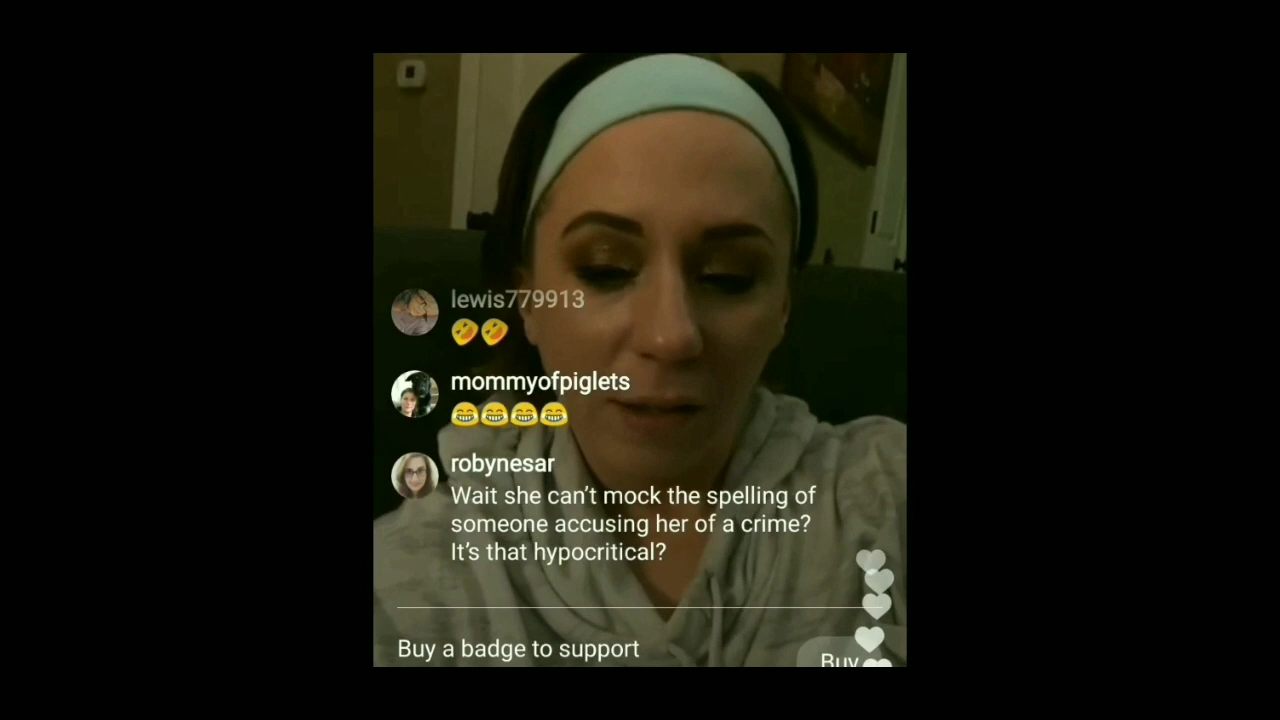 lewis779913
🤣🤣
mommyofpiglets
😂😂😂😂
robynesar
Wait she can’t mock the spelling of
someone accusing her of a crime?
It’s that hypocritical?
Buy a badge to support
Buy